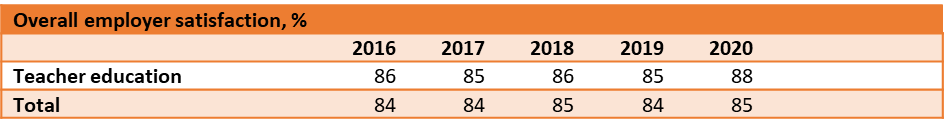 Overall employer satisfaction, %
2016 2017 2018 2019 2020
Teacher education 86 85 86 85 88
Total 84 84 85 84 85